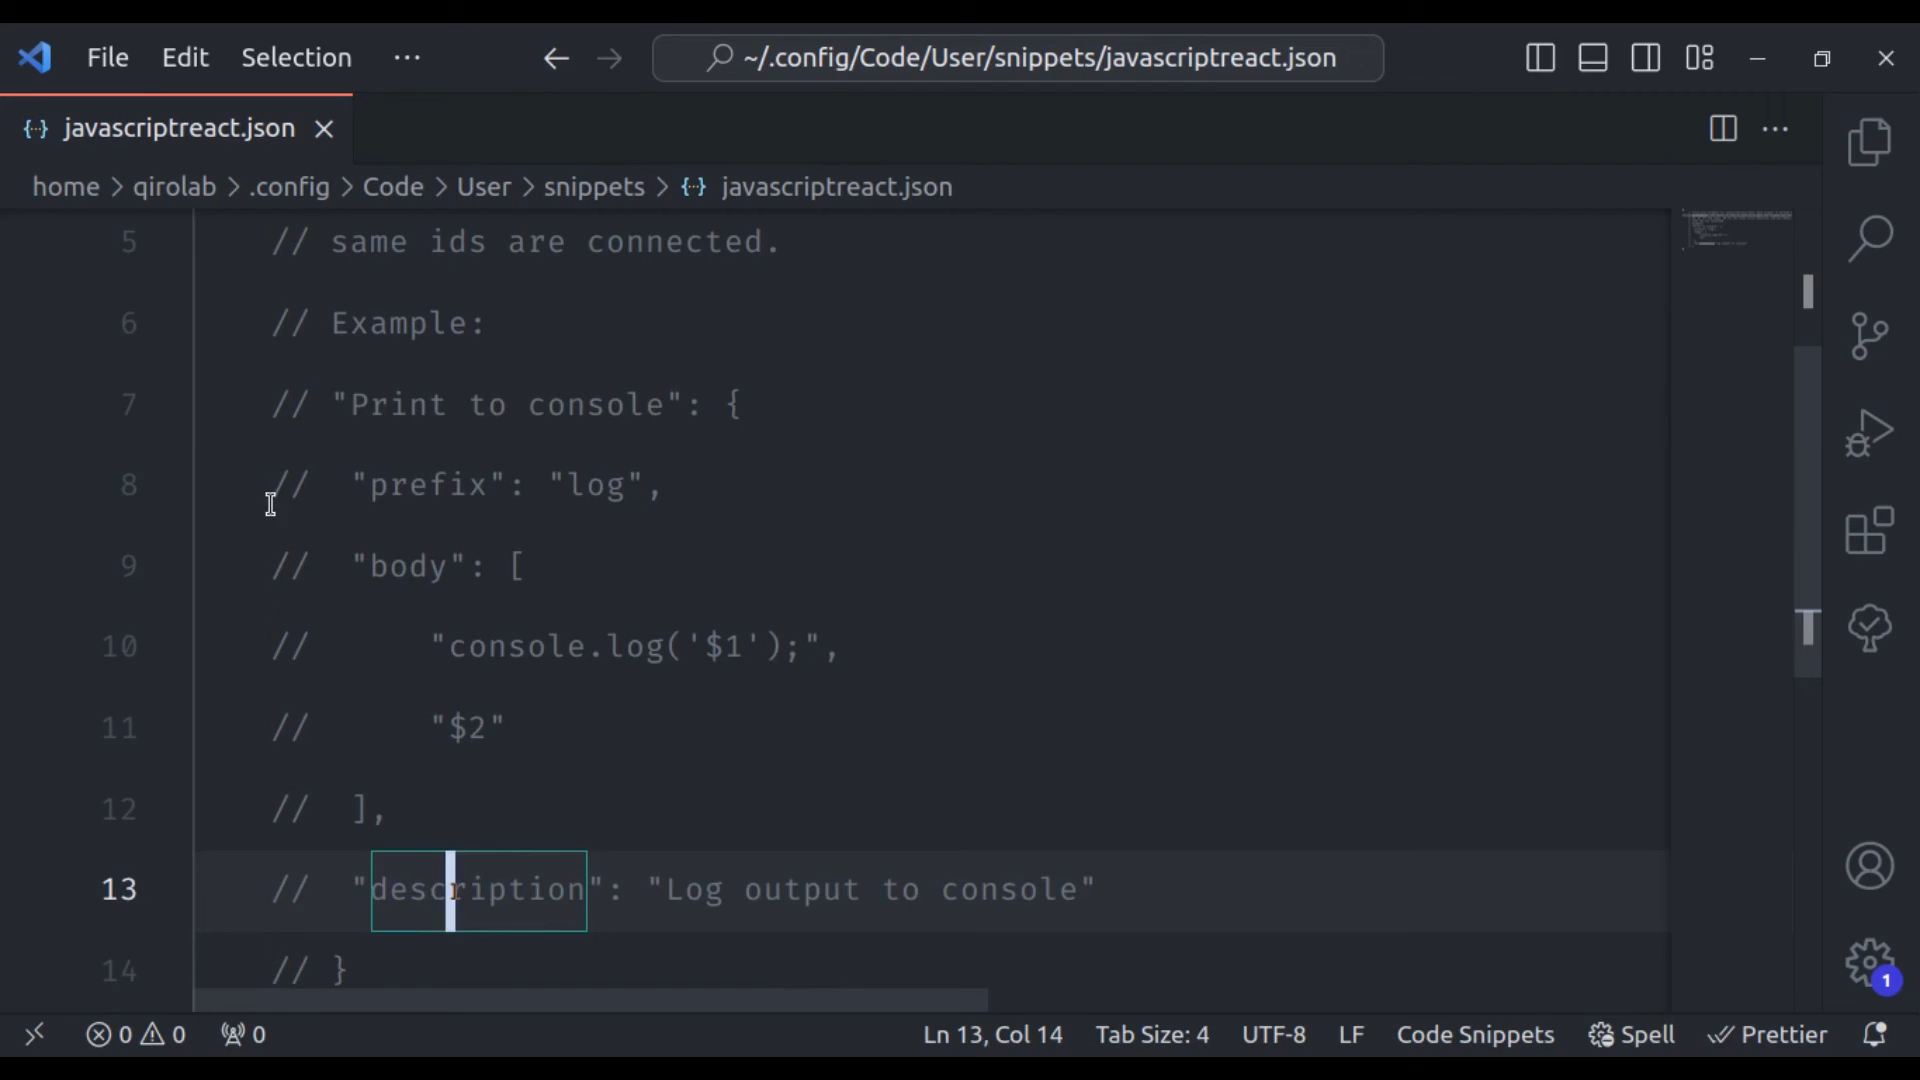 File Edit Selection ··· ~/.config/Code/User/snippets/javascriptreact.json
javascriptreact.json
home > qirolab > .config > Code > User > snippets > {··} javascriptreact.json
5 // same ids are connected.
6 // Example:
7 // "Print to console": {
8 // "prefix": "log",
9 // "body": [
10 // "console.log('$1');",
11 // "$2"
12 // ],
13 // "description": "Log output to console"
14 // }
1
0 0 0 Ln 13, Col 14 Tab Size: 4 UTF-8 LF Code Snippets Spell Prettier